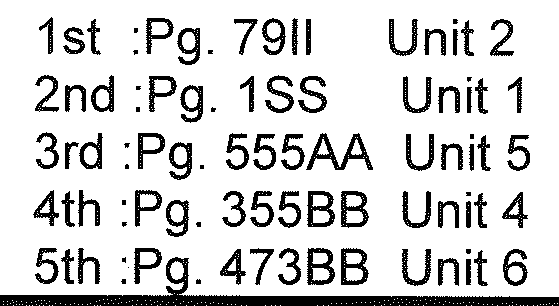 1st :Pg. 79II Unit 2
2nd :Pg. 1SS Unit 1
3rd :Pg. 555AA Unit 5
4th :Pg. 355BB Unit 4
5th :Pg. 473BB Unit 6